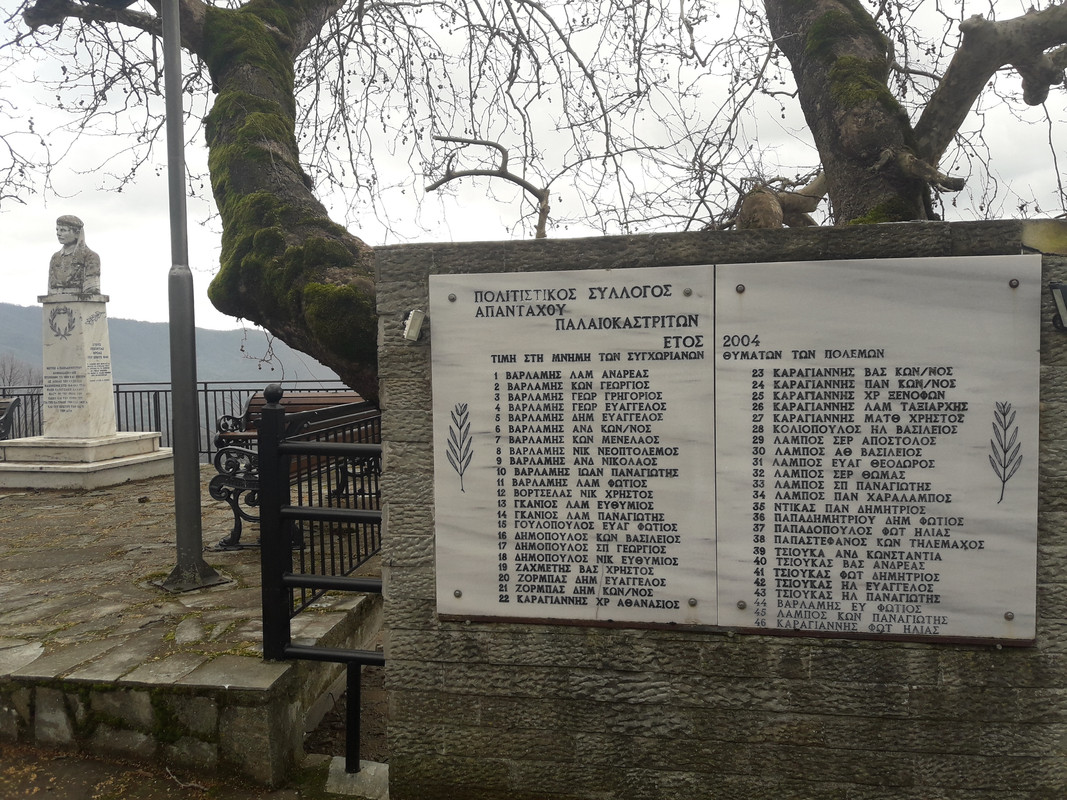 ΠΟΛΙΤΙΣΤΙΚΟΣ ΣΥΛΛΟΓΟΣ
ΑΠΑΝΤΑΧΟΥ
ΠΑΛΑΙΟΚΑΣΤΡΙΤΩΝ
ΕΤΟΣ 2004
ΤΙΜΗ ΣΤΗ ΜΝΗΜΗ ΤΩΝ ΣΥΓΧΩΡΙΑΝΩΝ ΘΥΜΑΤΩΝ ΤΩΝ ΠΟΛΕΜΩΝ
1 ΒΑΡΛΑΜΗΣ ΛΑΜ ΑΝΔΡΕΑΣ
2 ΒΑΡΛΑΜΗΣ ΚΩΝ ΓΕΩΡΓΙΟΣ
3 ΒΑΡΛΑΜΗΣ ΓΕΩΡ ΓΡΗΓΟΡΙΟΣ
4 ΒΑΡΛΑΜΗΣ ΓΕΩΡ ΕΥΑΓΓΕΛΟΣ
5 ΒΑΡΛΑΜΗΣ ΔΗΜ ΕΥΑΓΓΕΛΟΣ
6 ΒΑΡΛΑΜΗΣ ΑΝΔ ΚΩΝ/ΝΟΣ
7 ΒΑΡΛΑΜΗΣ ΚΩΝ ΜΕΝΕΛΑΟΣ
8 ΒΑΡΛΑΜΗΣ ΝΙΚ ΝΕΟΠΤΟΛΕΜΟΣ
9 ΒΑΡΛΑΜΗΣ ΑΝΔ ΝΙΚΟΛΑΟΣ
10 ΒΑΡΛΑΜΗΣ ΙΩΑΝ ΠΑΝΑΓΙΩΤΗΣ
11 ΒΑΡΛΑΜΗΣ ΛΑΜ ΦΩΤΙΟΣ
12 ΒΟΡΤΣΕΛΑΣ ΝΙΚ ΧΡΗΣΤΟΣ
13 ΓΚΑΝΙΟΣ ΛΑΜ ΕΥΘΥΜΙΟΣ
14 ΓΚΑΝΙΟΣ ΛΑΜ ΠΑΝΑΓΙΩΤΗΣ
15 ΓΟΥΛΟΠΟΥΛΟΣ ΕΥΑΓ ΦΩΤΙΟΣ
16 ΔΗΜΟΠΟΥΛΟΣ ΚΩΝ ΒΑΣΙΛΕΙΟΣ
17 ΔΗΜΟΠΟΥΛΟΣ ΣΠ ΓΕΩΡΓΙΟΣ
18 ΔΗΜΟΠΟΥΛΟΣ ΝΙΚ ΕΥΘΥΜΙΟΣ
19 ΖΑΧΜΕΤΗΣ ΒΑΣ ΧΡΗΣΤΟΣ
20 ΖΟΡΜΠΑΣ ΔΗΜ ΕΥΑΓΓΕΛΟΣ
21 ΖΟΡΜΠΑΣ ΔΗΜ ΚΩΝ/ΝΟΣ
22 ΚΑΡΑΓΙΑΝΝΗΣ ΧΡ ΑΘΑΝΑΣΙΟΣ
23 ΚΑΡΑΓΙΑΝΝΗΣ ΒΑΣ ΚΩΝ/ΝΟΣ
24 ΚΑΡΑΓΙΑΝΝΗΣ ΠΑΝ ΚΩΝ/ΝΟΣ
25 ΚΑΡΑΓΙΑΝΝΗΣ ΧΡ ΞΕΝΟΦΩΝ
26 ΚΑΡΑΓΙΑΝΝΗΣ ΛΑΜ ΤΑΞΙΑΡΧΗΣ
27 ΚΑΡΑΓΙΑΝΝΗΣ ΜΑΤΘ ΧΡΗΣΤΟΣ
28 ΚΟΛΙΟΠΟΥΛΟΣ ΗΛ ΒΑΣΙΛΕΙΟΣ
29 ΛΑΜΠΟΣ ΣΕΡ ΑΠΟΣΤΟΛΟΣ
30 ΛΑΜΠΟΣ ΑΘ ΒΑΣΙΛΕΙΟΣ
31 ΛΑΜΠΟΣ ΕΥΑΓ ΘΕΟΔΩΡΟΣ
32 ΛΑΜΠΟΣ ΣΕΡ ΘΩΜΑΣ
33 ΛΑΜΠΟΣ ΣΠ ΠΑΝΑΓΙΩΤΗΣ
34 ΛΑΜΠΟΣ ΠΑΝ ΧΑΡΑΛΑΜΠΟΣ
35 ΝΤΙΚΑΣ ΠΑΝ ΔΗΜΗΤΡΙΟΣ
36 ΠΑΠΑΔΗΜΗΤΡΙΟΥ ΔΗΜ ΦΩΤΙΟΣ
37 ΠΑΠΑΔΟΠΟΥΛΟΣ ΦΩΤ ΗΛΙΑΣ
38 ΠΑΠΑΣΤΕΦΑΝΟΣ ΚΩΝ ΤΗΛΕΜΑΧΟΣ
39 ΤΣΙΟΥΚΑ ΑΝΑ ΚΩΝΣΤΑΝΤΙΑ
40 ΤΣΙΟΥΚΑΣ ΒΑΣ ΑΝΔΡΕΑΣ
41 ΤΣΙΟΥΚΑΣ ΦΩΤ ΔΗΜΗΤΡΙΟΣ
42 ΤΣΙΟΥΚΑΣ ΗΛ ΕΥΑΓΓΕΛΟΣ
43 ΤΣΙΟΥΚΑΣ ΗΛ ΠΑΝΑΓΙΩΤΗΣ
44 ΒΑΡΛΑΜΗΣ ΕΥ ΦΩΤΙΟΣ
45 ΛΑΜΠΟΣ ΚΩΝ ΠΑΝΑΓΙΩΤΗΣ
46 ΚΑΡΑΓΙΑΝΝΗΣ ΦΩΤ ΗΛΙΑΣ